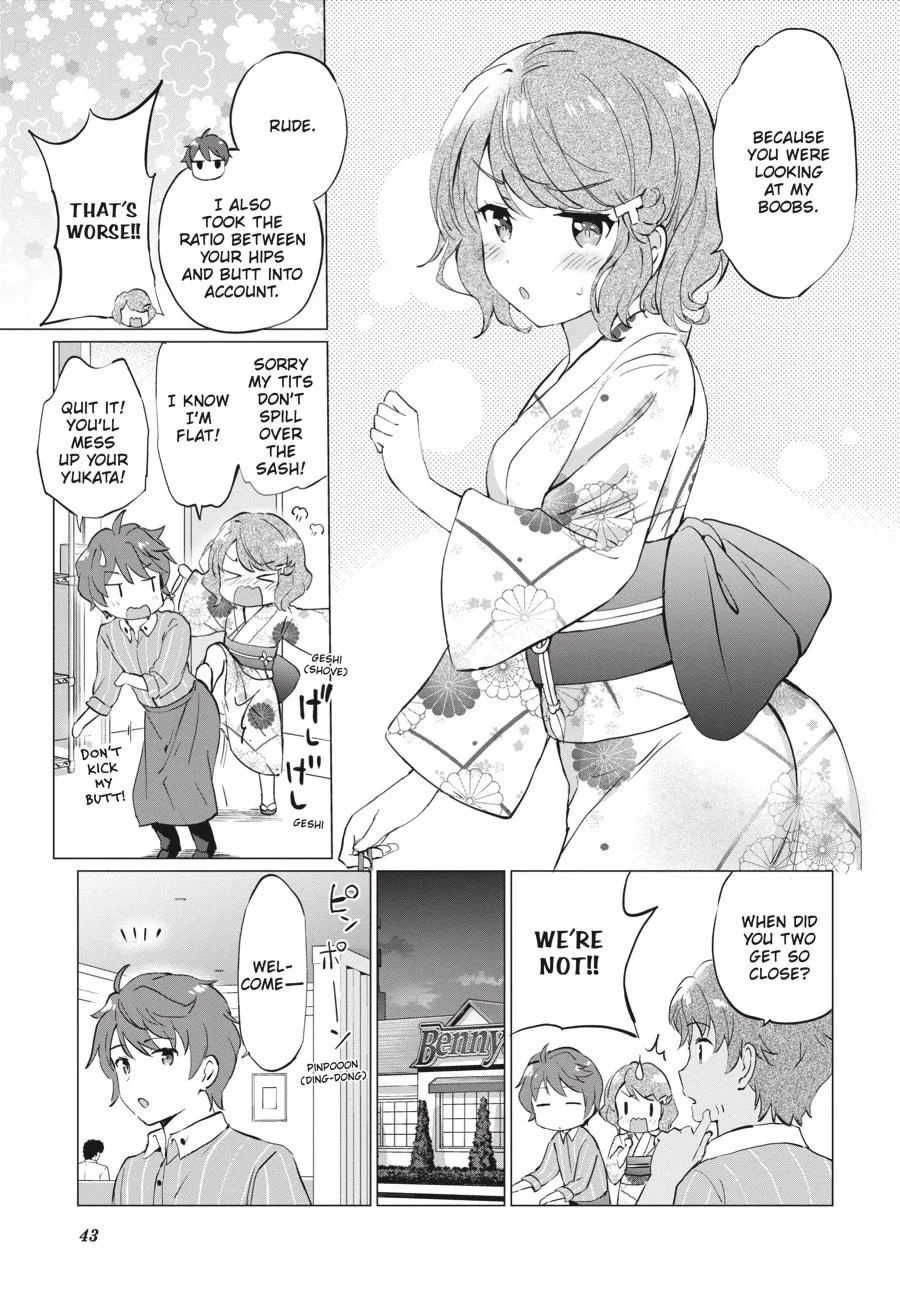 BECAUSE
YOU WERE
LOOKING
AT MY
BOOBS.
RUDE.
I ALSO
TOOK THE
RATIO BETWEEN
YOUR HIPS
AND BUTT INTO
ACCOUNT.
THAT'S
WORSE!!
SORRY
MY TITS
DON'T
SPILL
OVER
THE
SASH!
I KNOW
I'M
FLAT!
QUIT IT!
YOU'LL
MESS
UP YOUR
YUKATA!
GESHI
(SHOVE)
げしげし
GESHI
DON'T
KICK
MY
BUTT!
WHEN DID
YOU TWO
GET SO
CLOSE?
WE'RE
NOT!!
Benny
ピンポーン
PINPOOON
(DING-DONG)
WEL-
COME—
43